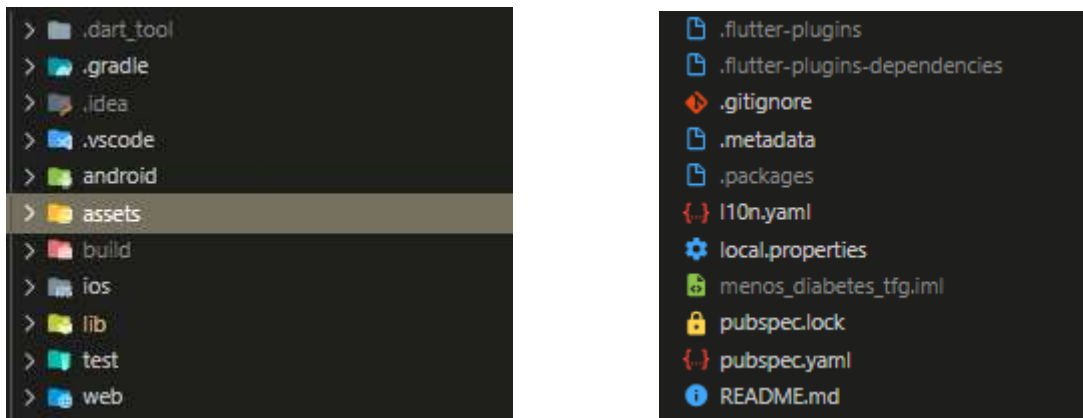 .dart_tool
.gradle
.idea
.vscode
android
assets
build
ios
lib
test
web
.flutter-plugins
.flutter-plugins-dependencies
.gitignore
.metadata
.packages
l10n.yaml
local.properties
menos_diabetes_tfg.iml
pubspec.lock
pubspec.yaml
README.md